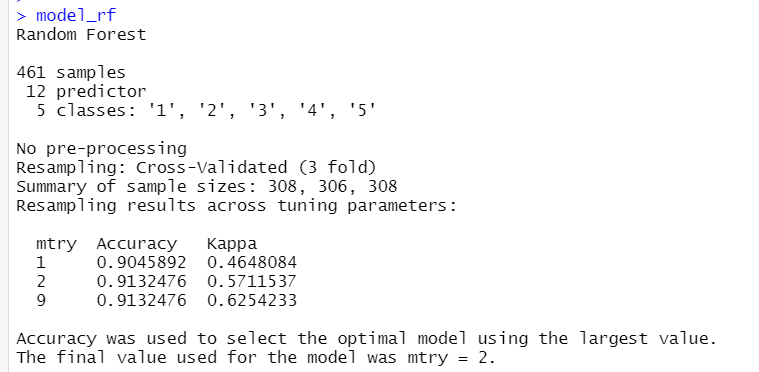 > model_rf
Random Forest
461 samples
12 predictor
5 classes: '1', '2', '3', '4', '5'
No pre-processing
Resampling: Cross-Validated (3 fold)
Summary of sample sizes: 308, 306, 308
Resampling results across tuning parameters:
mtry Accuracy Kappa
1 0.9045892 0.4648084
2 0.9132476 0.5711537
9 0.9132476 0.6254233
Accuracy was used to select the optimal model using the largest value.
The final value used for the model was mtry = 2.